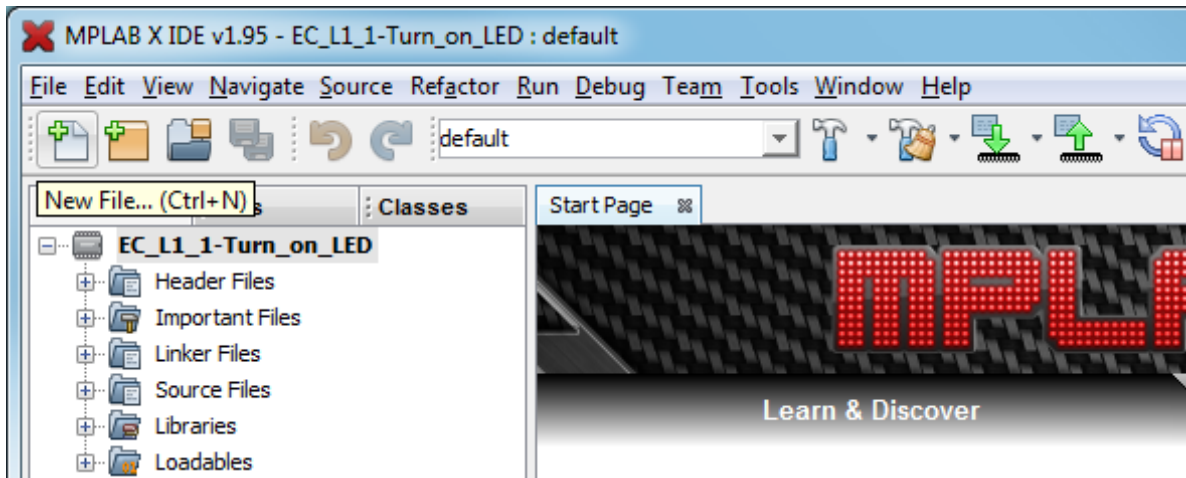 MPLAB X IDE v1.95 - EC_L1_1-Turn_on_LED : default
File Edit View Navigate Source Refactor Run Debug Team Tools Window Help
default
New File... (Ctrl+N)
Classes
Start Page
EC_L1_1-Turn_on_LED
Header Files
Important Files
Linker Files
Source Files
Libraries
Loadables
MPLA
Learn & Discover